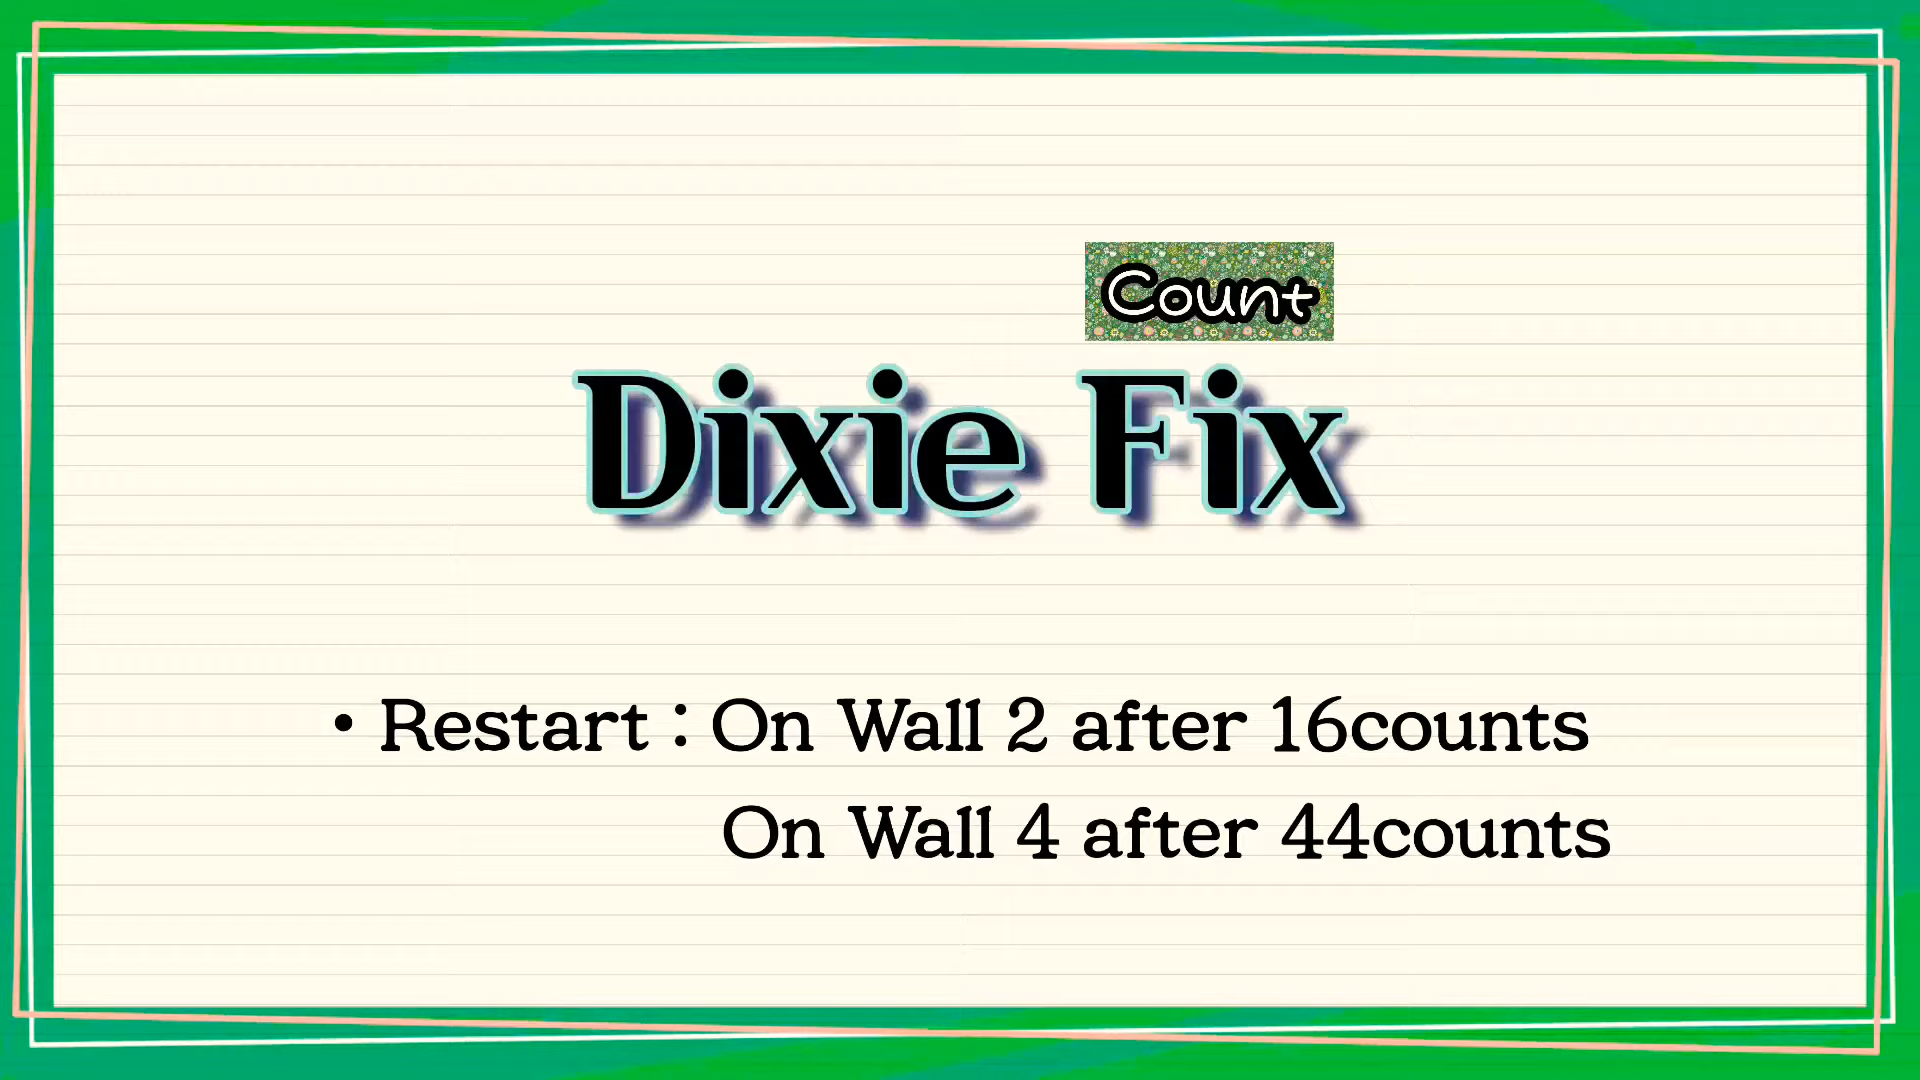 Count
Dixie Fix
• Restart : On Wall 2 after 16counts
On Wall 4 after 44counts